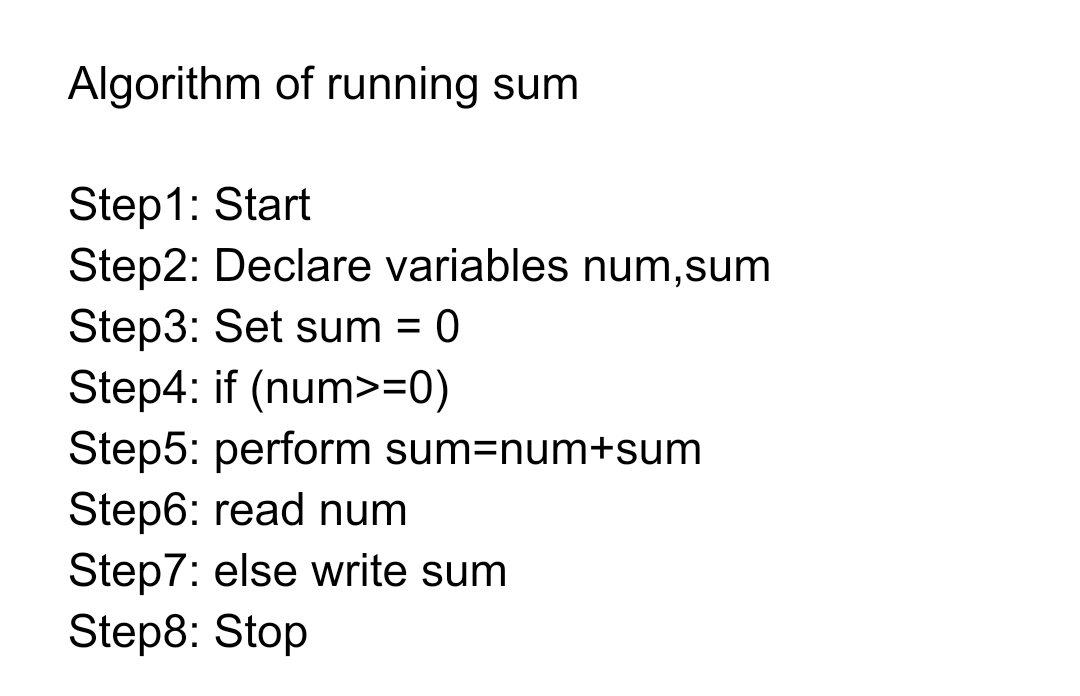 Algorithm of running sum
Step1: Start
Step2: Declare variables num,sum
Step3: Set sum = 0
Step4: if (num>=0)
Step5: perform sum=num+sum
Step6: read num
Step7: else write sum
Step8: Stop